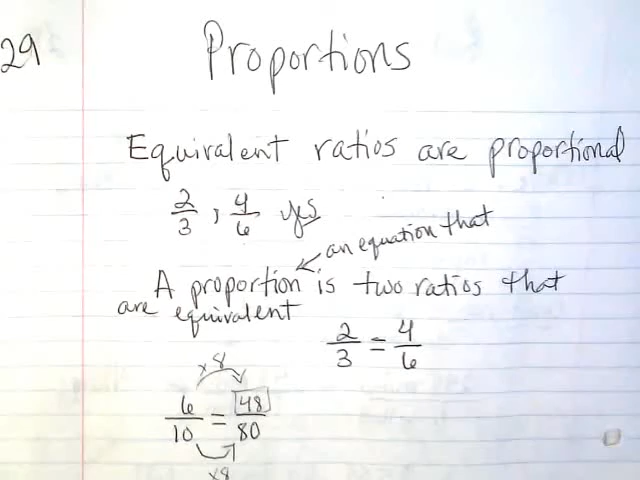 29
Proportions
Equivalent ratios are proportional
2/3 , 4/6 yes
an equation that
A proportion is two ratios that
are equivalent
2/3 = 4/6
x8
6/10 = 48/80
x8